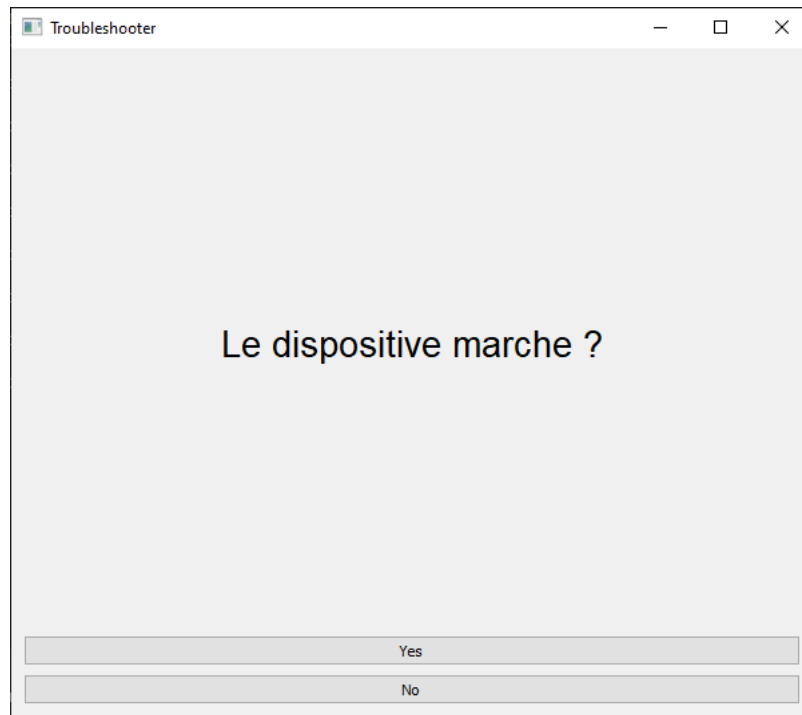 Troubleshooter
Le dispositive marche ?
Yes
No